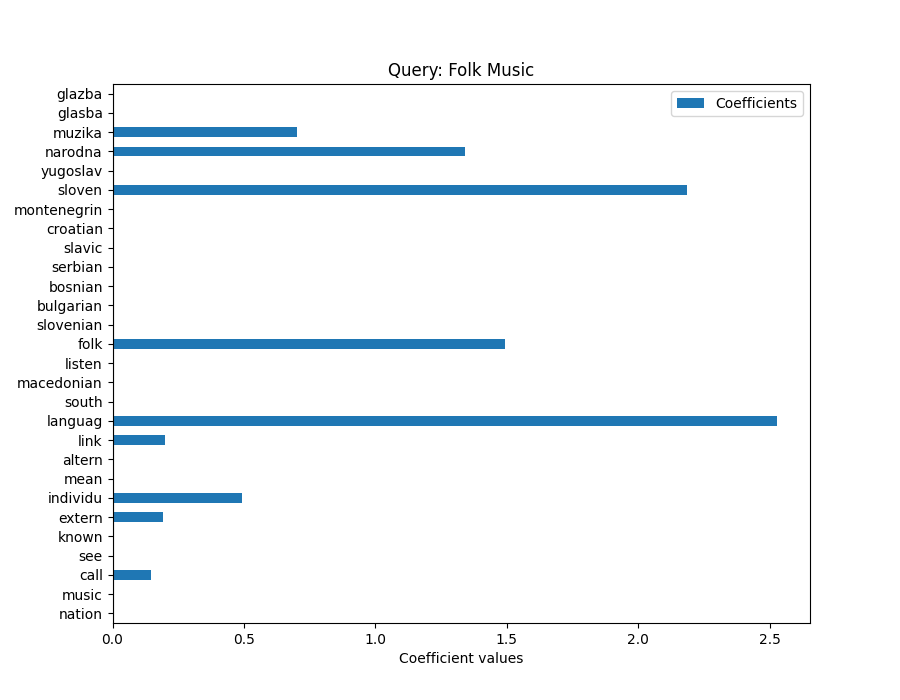 Query: Folk Music
Coefficients
glazba
glasba
muzika
narodna
yugoslav
sloven
montenegrin
croatian
slavic
serbian
bosnian
bulgarian
slovenian
folk
listen
macedonian
south
languag
link
altern
mean
individu
extern
known
see
call
music
nation
0.0 0.5 1.0 1.5 2.0 2.5
Coefficient values